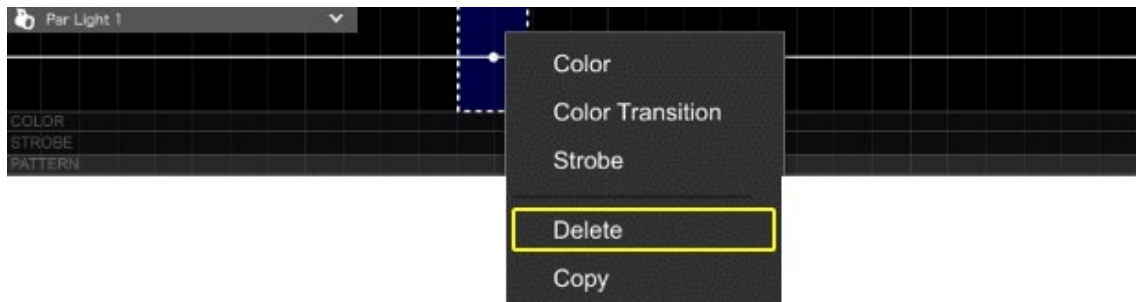 Par Light 1
Color
Color Transition
COLOR
STROBE
Strobe
PATTERN
Delete
Copy